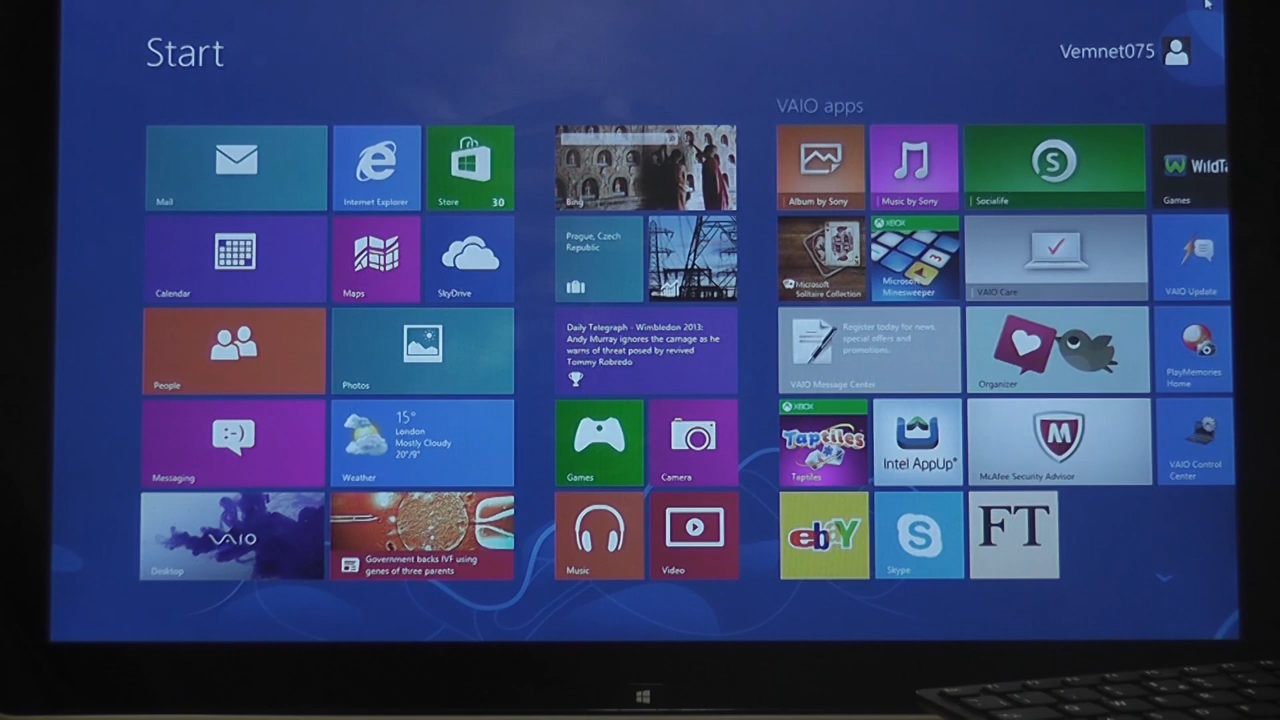 Start
Vemnet075
VAIO apps
Mail
Internet Explorer
Store
30
Bing
Album by Sony
Music by Sony
Socialife
Games
Calendar
Maps
SkyDrive
Prague, Czech
Republic
Microsoft
Solitaire Collection
XBOX
Microsoft
Minesweeper
VAIO Care
VAIO Update
People
Photos
Daily Telegraph - Wimbledon 2013:
Andy Murray ignores the carnage as he
warns of threat posed by revived
Tommy Robredo
Register today for news,
special offers and
promotions.
VAIO Message Center
Organizer
PlayMemories
Home
Messaging
15°
London
Mostly Cloudy
20°/9°
Weather
Games
Camera
XBOX
Taptiles
Taptiles
Intel AppUp
McAfee Security Advisor
VAIO Control
Center
VAIO
Desktop
Government backs IVF using
genes of three parents
Music
Video
ebay
Skype
FT